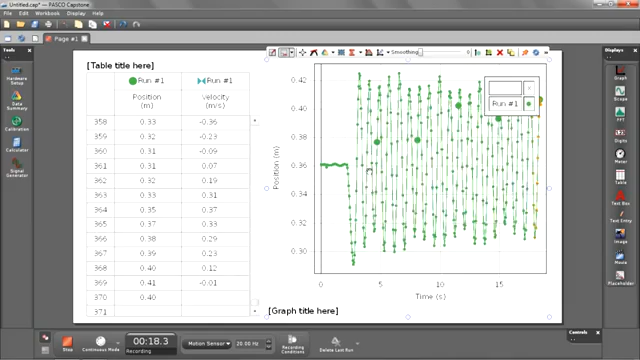 Untitled.cap* - PASCO Capstone
File Edit Workbook Display Help
Page #1
Tools
Hardware Setup
Data Summary
Calibration
Calculator
Signal Generator
[Table title here]
Run #1 Run #1
Position (m) velocity (m/s)
358 0.33 -0.36
359 0.32 -0.23
360 0.31 -0.09
361 0.31 0.07
362 0.32 0.19
363 0.33 0.31
364 0.35 0.37
365 0.37 0.33
366 0.38 0.29
367 0.39 0.23
368 0.40 0.12
369 0.41 -0.01
370 0.40
371
Smoothing 0
Run #1
Position (m)
0.42
0.40
0.38
0.36
0.34
0.32
0.30
0 5 10 15
Time (s)
[Graph title here]
Displays
Graph
Scope
FFT
Digits
Meter
Table
Text Box
Text Entry
Image
Movie
Placeholder
Controls
Stop
Continuous Mode
00:18.3
Recording
Motion Sensor
20.00 Hz
Recording Conditions
Delete Last Run